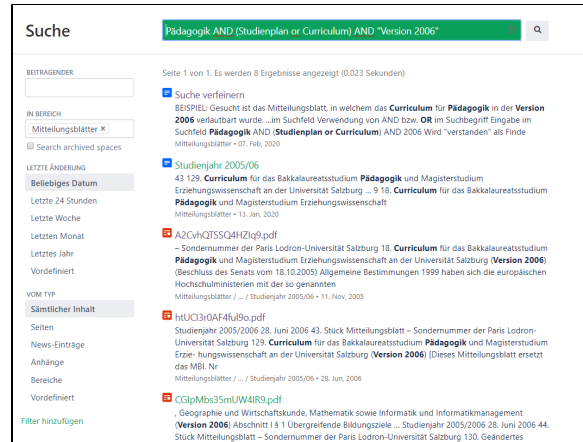 Suche
Pädagogik AND (Studienplan or Curriculum) AND "Version 2006"
BEITRAGENDER
IN BEREICH
Mitteilungsblätter ×
Search archived spaces
LETZTE ÄNDERUNG
Beliebiges Datum
Letzte 24 Stunden
Letzte Woche
Letzten Monat
Letztes Jahr
Vordefiniert
VOM TYP
Sämtlicher Inhalt
Seiten
News-Einträge
Anhänge
Bereiche
Vordefiniert
Filter hinzufügen
Seite 1 von 1. Es werden 8 Ergebnisse angezeigt (0.023 Sekunden)
Suche verfeinern
BEISPIEL: Gesucht ist das Mitteilungsblatt, in welchem das Curriculum für Pädagogik in der Version
2006 verlautbart wurde. ...im Suchfeld Verwendung von AND bzw. OR im Suchbegriff Eingabe im
Suchfeld Pädagogik AND (Studienplan or Curriculum) AND 2006 Wird "verstanden" als Finde
Mitteilungsblätter • 07. Feb, 2020
Studienjahr 2005/06
43 129. Curriculum für das Bakkalaureatsstudium Pädagogik und Magisterstudium
Erziehungswissenschaft an der Universität Salzburg ... 9 18. Curriculum für das Bakkalaureatsstudium
Pädagogik und Magisterstudium Erziehungswissenschaft
Mitteilungsblätter • 13. Jan, 2020
A2CvhQTSSQ4HZIq9.pdf
– Sondernummer der Paris Lodron-Universität Salzburg 18. Curriculum für das Bakkalaureatsstudium
Pädagogik und Magisterstudium Erziehungswissenschaft an der Universität Salzburg (Version 2006)
(Beschluss des Senats vom 18.10.2005) Allgemeine Bestimmungen 1999 haben sich die europäischen
Hochschulministerien mit der so genannten
Mitteilungsblätter / ... / Studienjahr 2005/06 • 11. Nov, 2005
htUCl3r0AF4ful9o.pdf
Studienjahr 2005/2006 28. Juni 2006 43. Stück Mitteilungsblatt – Sondernummer der Paris Lodron-
Universität Salzburg 129. Curriculum für das Bakkalaureatsstudium Pädagogik und Magisterstudium
Erzie- hungswissenschaft an der Universität Salzburg (Version 2006) [Dieses Mitteilungsblatt ersetzt
das MBl. Nr
Mitteilungsblätter / ... / Studienjahr 2005/06 • 28. Jun, 2006
CGIpMbs35mUW4IR9.pdf
, Geographie und Wirtschaftskunde, Mathematik sowie Informatik und Informatikmanagement
(Version 2006) Abschnitt I § 1 Übergreifende Bildungsziele ... Studienjahr 2005/2006 28. Juni 2006 44.
Stück Mitteilungsblatt – Sondernummer der Paris Lodron-Universität Salzburg 130. Geändertes